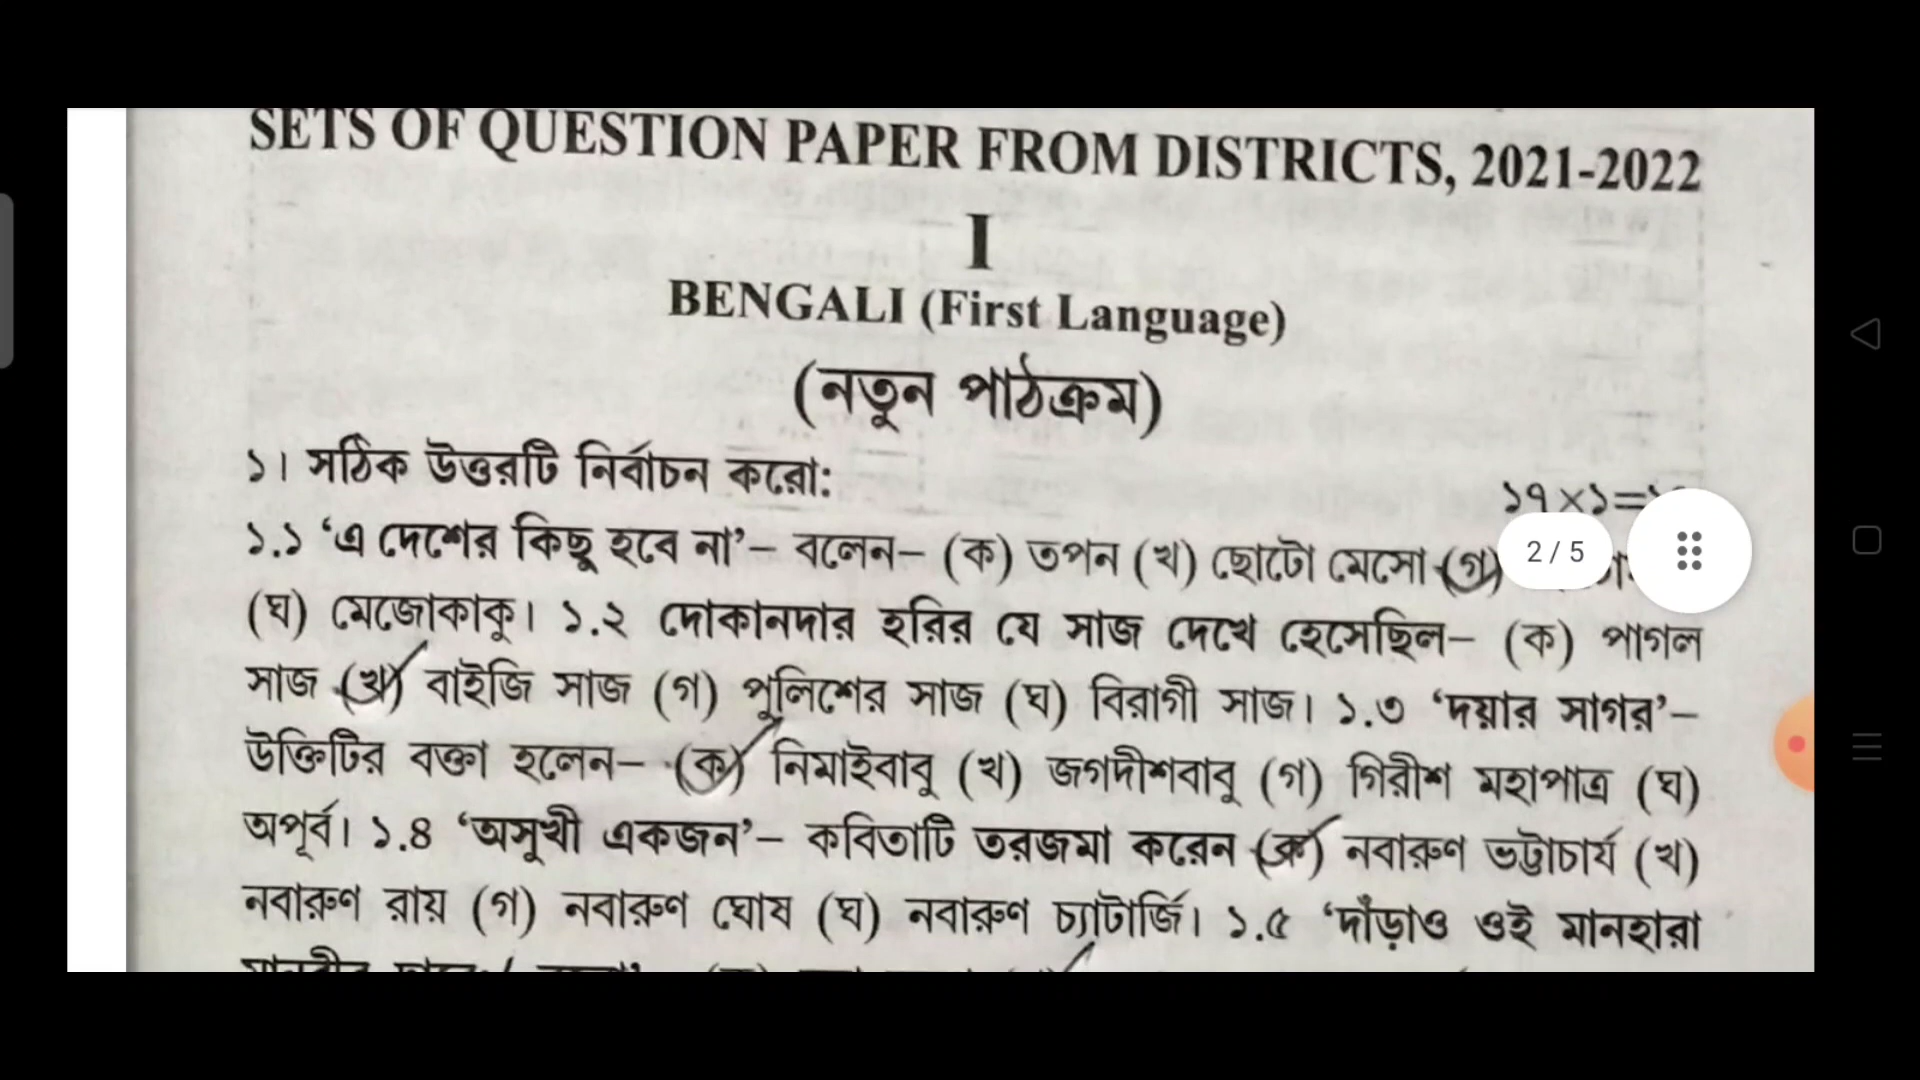 SETS OF QUESTION PAPER FROM DISTRICTS, 2021-2022
I
BENGALI (First Language)
(নতুন পাঠক্রম)
১। সঠিক উত্তরটি নির্বাচন করো:
১৭×১=
১.১ ‘এ দেশের কিছু হবে না’– বলেন– (ক) তপন (খ) ছোটো মেসো (গ)
2 / 5
(ঘ) মেজোকাকু। ১.২ দোকানদার হরির যে সাজ দেখে হেসেছিল– (ক) পাগল
সাজ (খ) বাইজি সাজ (গ) পুলিশের সাজ (ঘ) বিরাগী সাজ। ১.৩ ‘দয়ার সাগর’–
উক্তিটির বক্তা হলেন– (ক) নিমাইবাবু (খ) জগদীশবাবু (গ) গিরীশ মহাপাত্র (ঘ)
অপূর্ব। ১.৪ ‘অসুখী একজন’– কবিতাটি তরজমা করেন (ক) নবারুণ ভট্টাচার্য (খ)
নবারুণ রায় (গ) নবারুণ ঘোষ (ঘ) নবারুণ চ্যাটার্জি। ১.৫ ‘দাঁড়াও ওই মানহারা